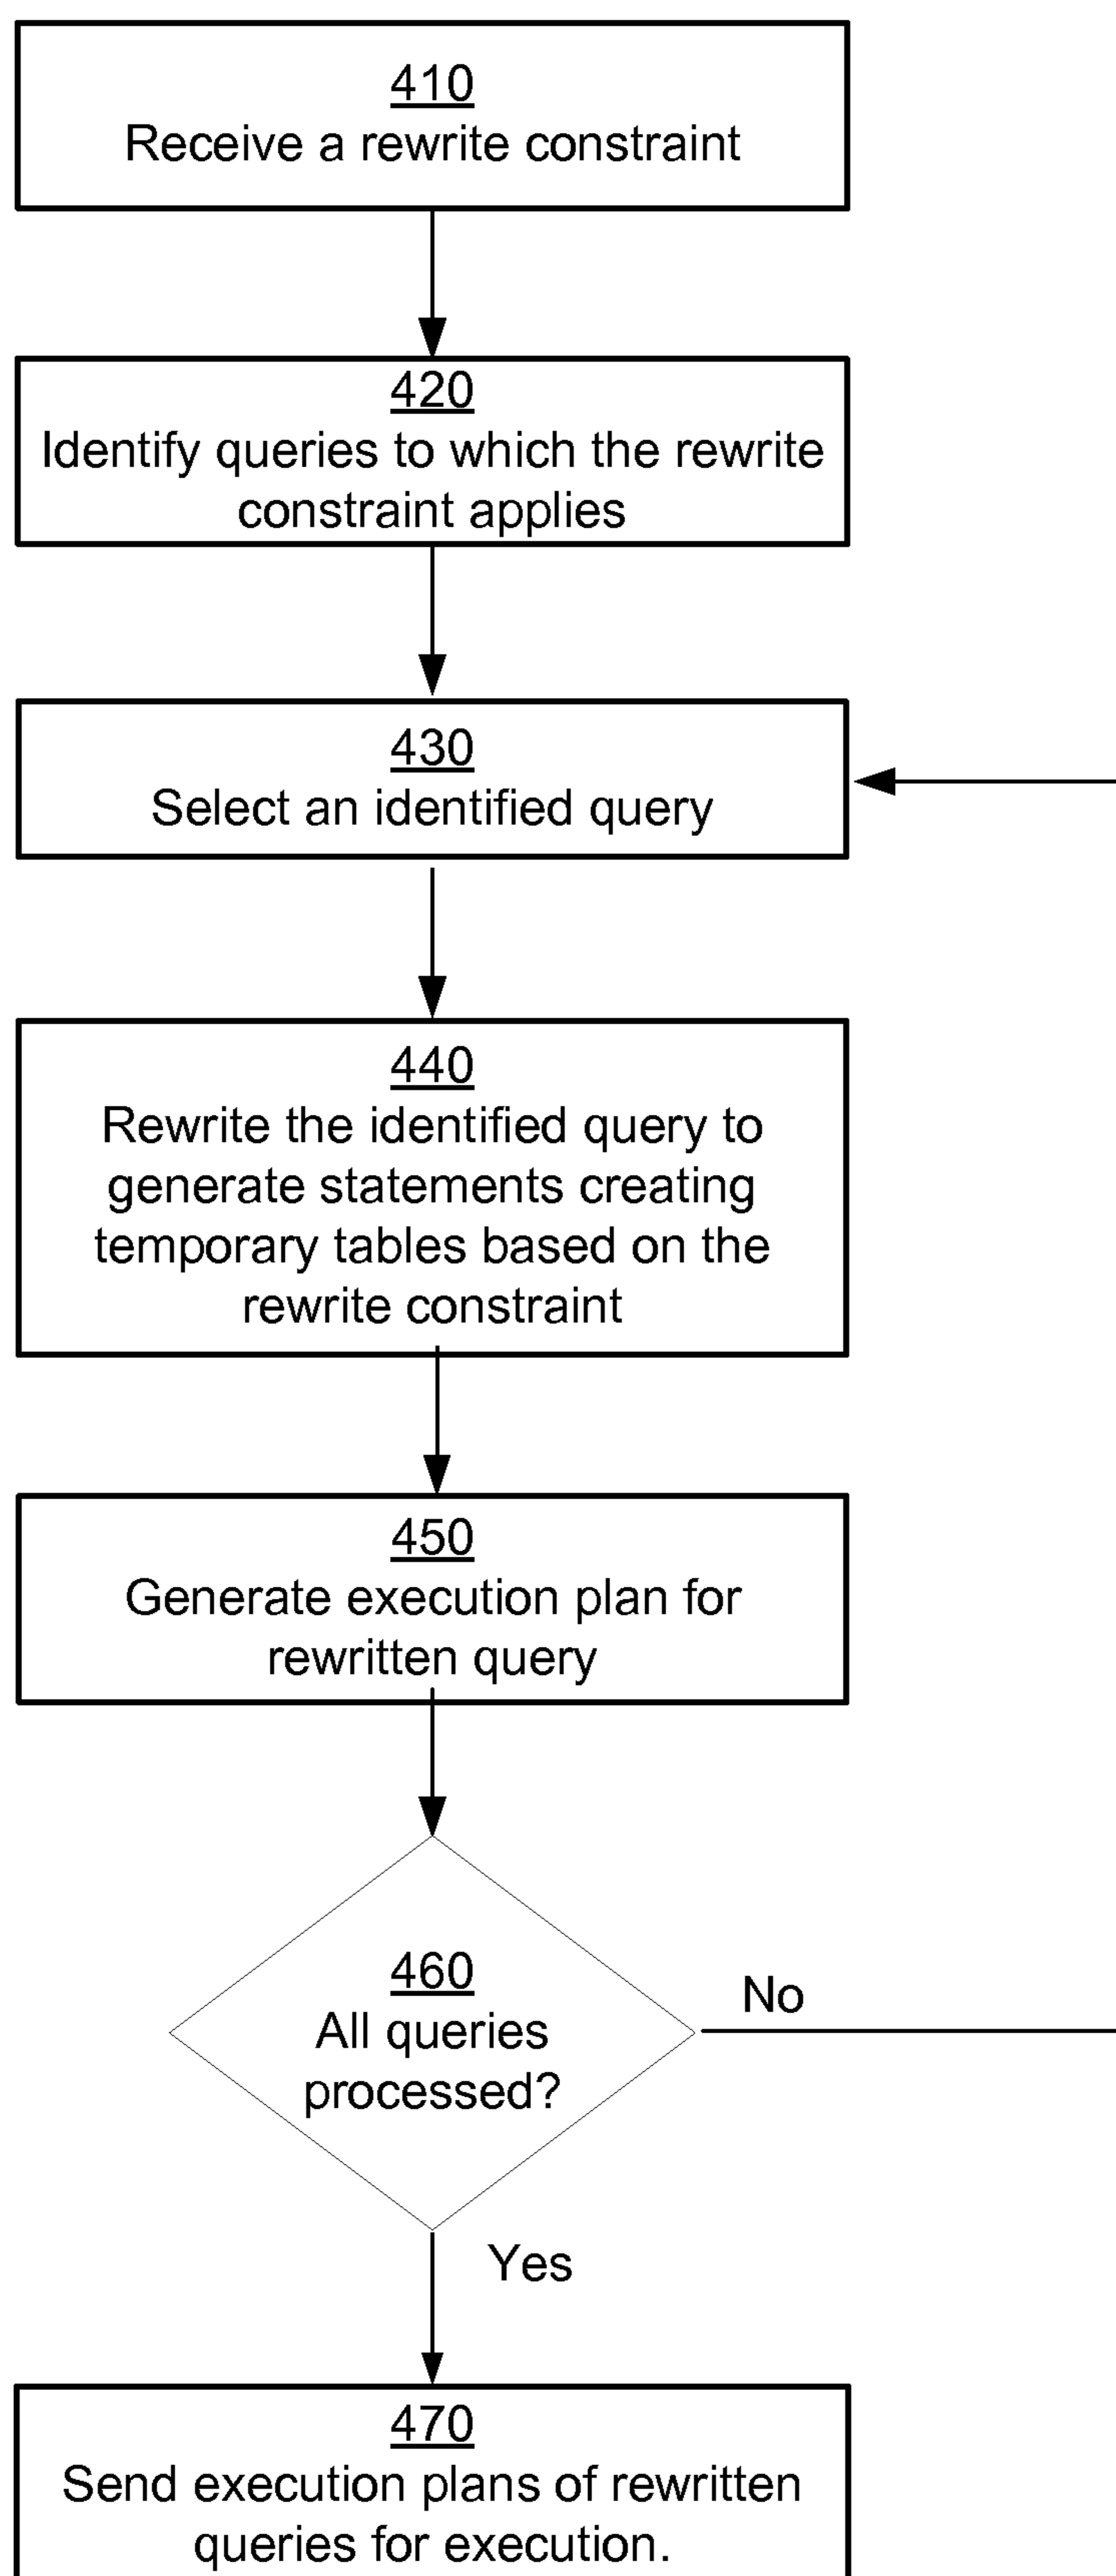 410
Receive a rewrite constraint
420
Identify queries to which the rewrite
constraint applies
430
Select an identified query
440
Rewrite the identified query to
generate statements creating
temporary tables based on the
rewrite constraint
450
Generate execution plan for
rewritten query
460
All queries
processed?
No
Yes
470
Send execution plans of rewritten
queries for execution.